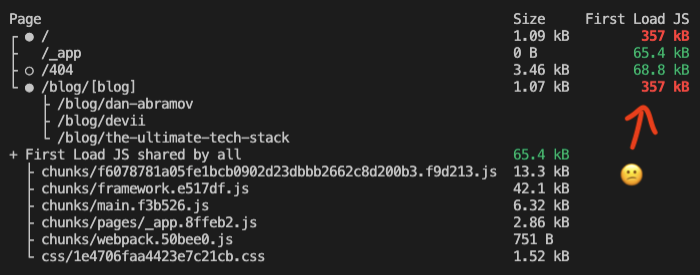 Page Size First Load JS
┌ ● / 1.09 kB 357 kB
├ /_app 0 B 65.4 kB
├ ○ /404 3.46 kB 68.8 kB
└ ● /blog/[blog] 1.07 kB 357 kB
├ /blog/dan-abramov
├ /blog/devii
└ /blog/the-ultimate-tech-stack
+ First Load JS shared by all 65.4 kB
├ chunks/f6078781a05fe1bcb0902d23dbbb2662c8d200b3.f9d213.js 13.3 kB
├ chunks/framework.e517df.js 42.1 kB
├ chunks/main.f3b526.js 6.32 kB
├ chunks/pages/_app.8ffeb2.js 2.86 kB
├ chunks/webpack.50bee0.js 751 B
└ css/1e4706faa4423e7c21cb.css 1.52 kB